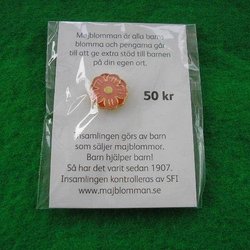 Majblomman är alla barns
blomma och pengarna går
till att ge extra stöd till barnen
på din egen ort.
50 kr
Insamlingen görs av barn
som säljer majblommor.
Barn hjälper barn!
Så har det varit sedan 1907.
Insamlingen kontrolleras av SFI
www.majblomman.se